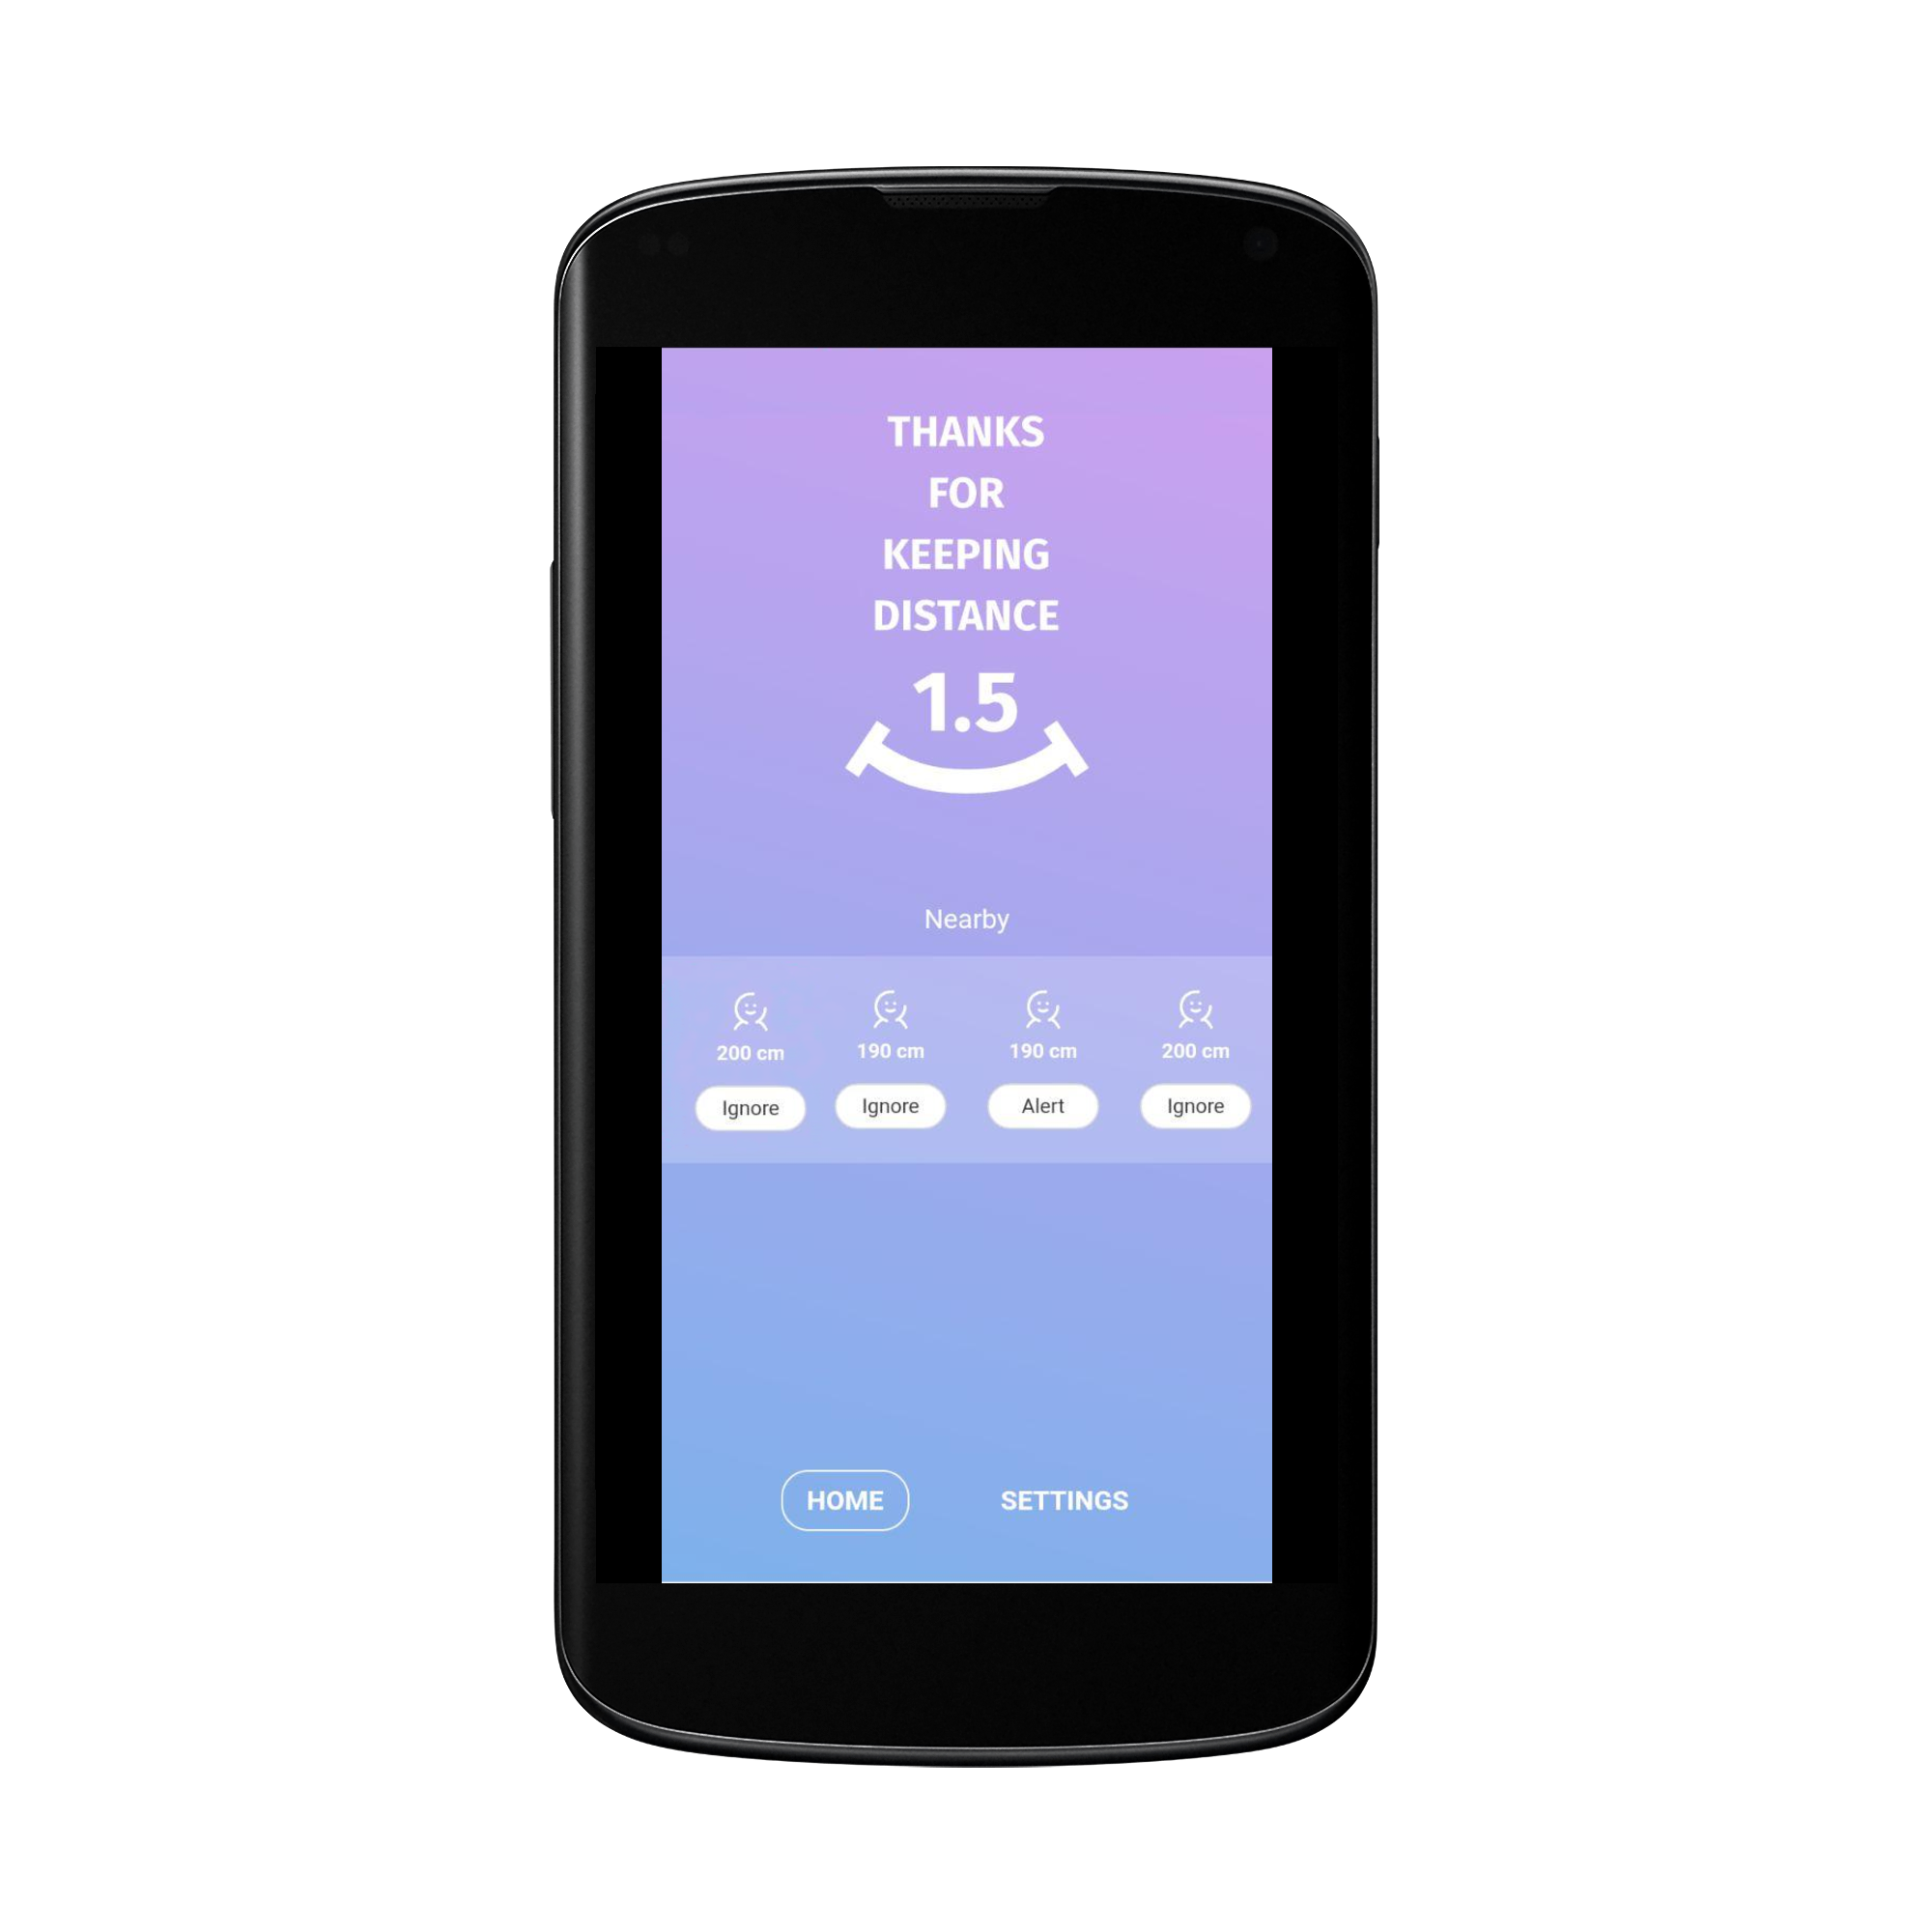 THANKS
FOR
KEEPING
DISTANCE
1.5
Nearby
200 cm 190 cm 190 cm 200 cm
Ignore Ignore Alert Ignore
HOME SETTINGS